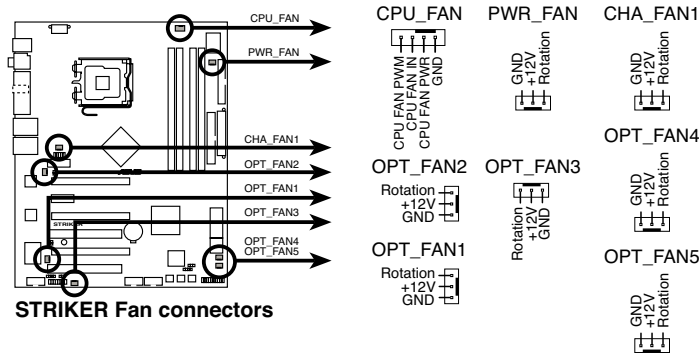 CPU_FAN
PWR_FAN
CHA_FAN1
OPT_FAN2
OPT_FAN1
OPT_FAN3
OPT_FAN4
OPT_FAN5
STRIKER
STRIKER Fan connectors
CPU_FAN
CPU FAN PWM
CPU FAN IN
CPU FAN PWR
GND
PWR_FAN
GND
+12V
Rotation
CHA_FAN1
GND
+12V
Rotation
OPT_FAN2
Rotation
+12V
GND
OPT_FAN3
Rotation
+12V
GND
OPT_FAN4
GND
+12V
Rotation
OPT_FAN1
Rotation
+12V
GND
OPT_FAN5
GND
+12V
Rotation